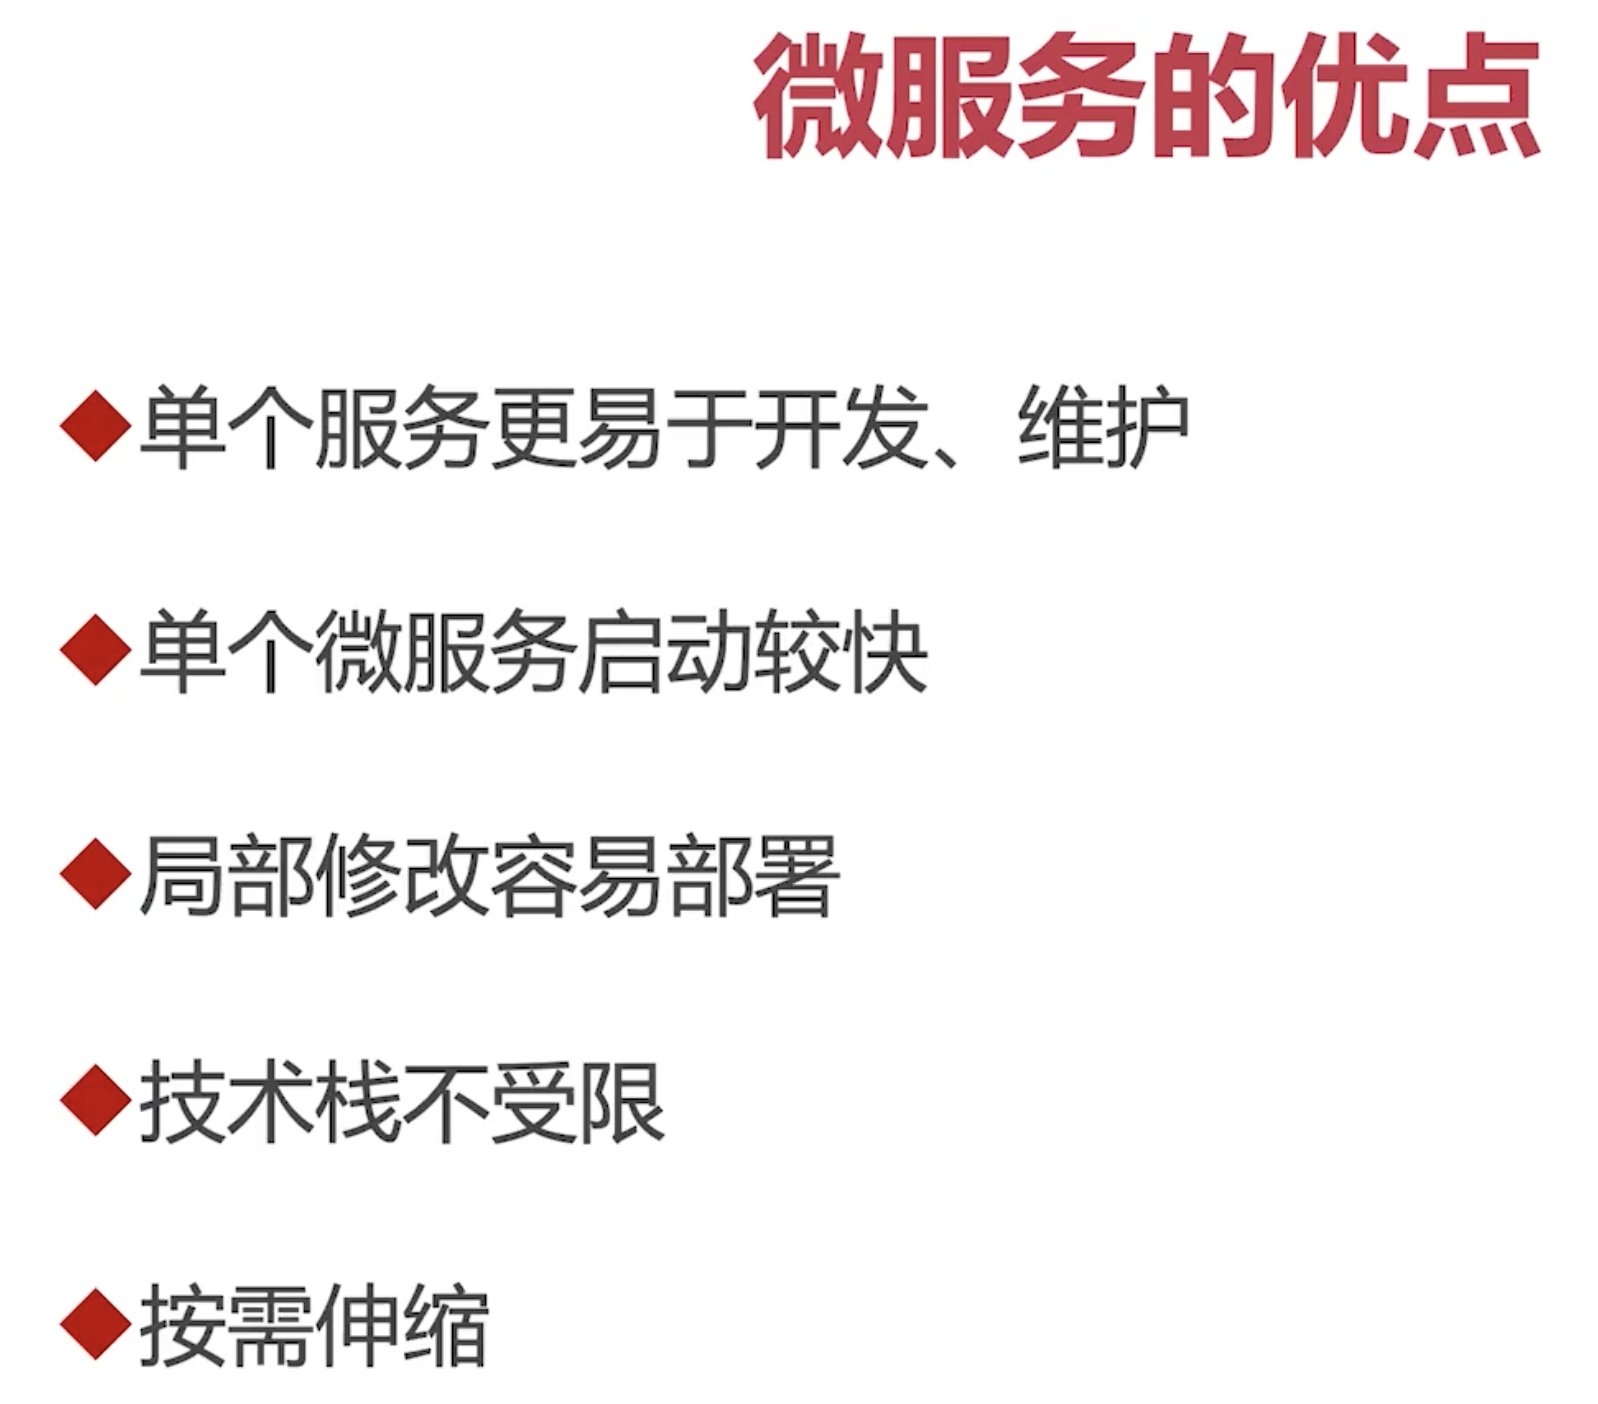 微服务的优点
◆单个服务更易于开发、维护
◆单个微服务启动较快
◆局部修改容易部署
◆技术栈不受限
◆按需伸缩